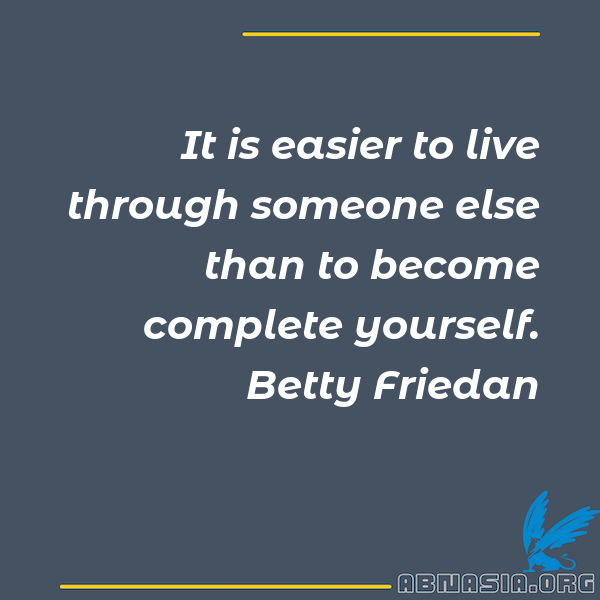 It is easier to live
through someone else
than to become
complete yourself.
Betty Friedan
ABNASIA.ORG